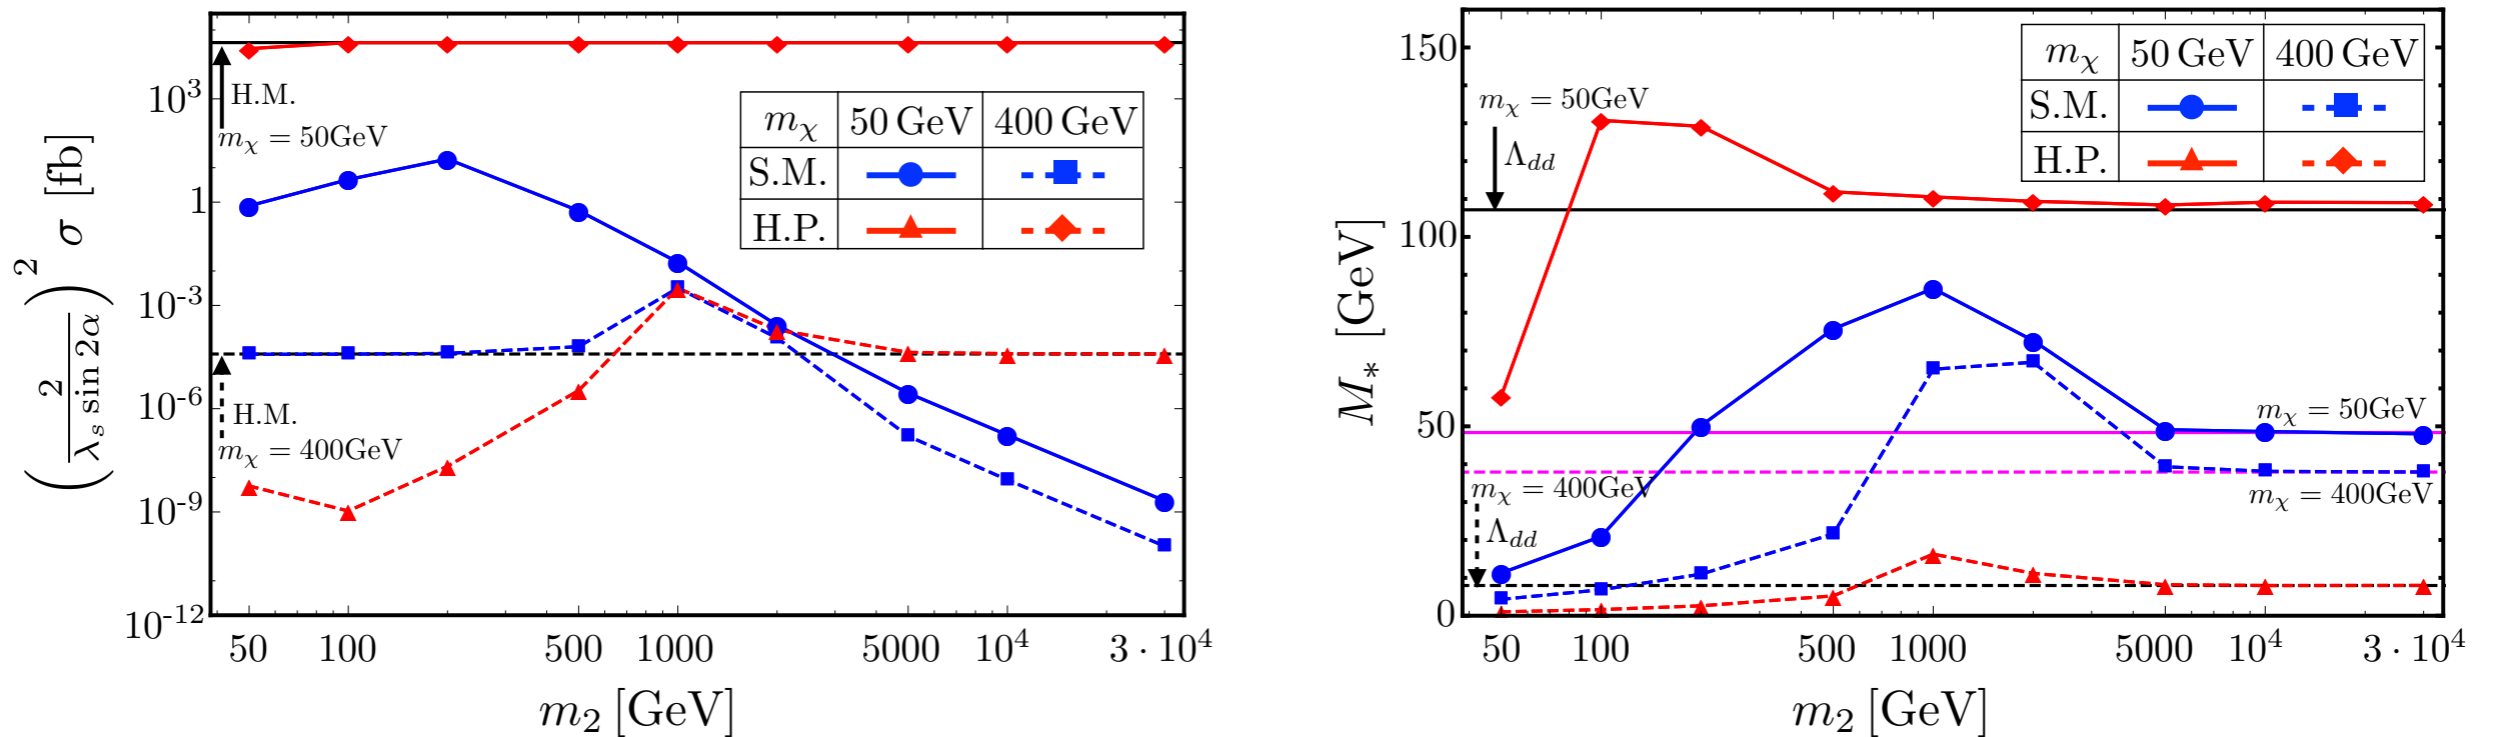 m_χ 50 GeV 400 GeV
S.M.
H.P.
H.M.
m_χ = 50GeV
H.M.
m_χ = 400GeV
10^3
1
10^-3
10^-6
10^-9
10^-12
(2 / λ_s sin 2α)^2 σ [fb]
50 100 500 1000 5000 10^4 3·10^4
m_2 [GeV]
m_χ 50 GeV 400 GeV
S.M.
H.P.
m_χ = 50GeV
Λ_dd
m_χ = 50GeV
m_χ = 400GeV
m_χ = 400GeV
Λ_dd
150
100
50
0
M_* [GeV]
50 100 500 1000 5000 10^4 3·10^4
m_2 [GeV]